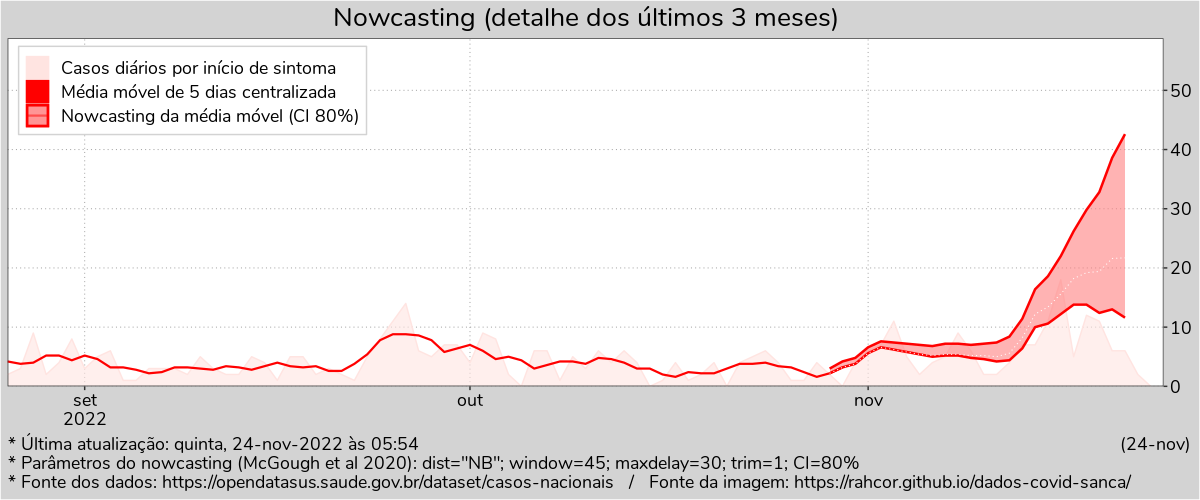 Nowcasting (detalhe dos últimos 3 meses)
Casos diários por início de sintoma
Média móvel de 5 dias centralizada
Nowcasting da média móvel (CI 80%)
50
40
30
20
10
0
set
2022
out
nov
* Última atualização: quinta, 24-nov-2022 às 05:54
(24-nov)
* Parâmetros do nowcasting (McGough et al 2020): dist="NB"; window=45; maxdelay=30; trim=1; CI=80%
* Fonte dos dados: https://opendatasus.saude.gov.br/dataset/casos-nacionais / Fonte da imagem: https://rahcor.github.io/dados-covid-sanca/